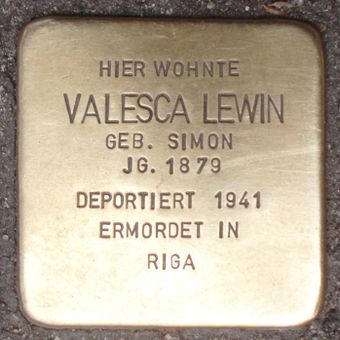 HIER WOHNTE
VALESCA LEWIN
GEB. SIMON
JG. 1879
DEPORTIERT 1941
ERMORDET IN
RIGA